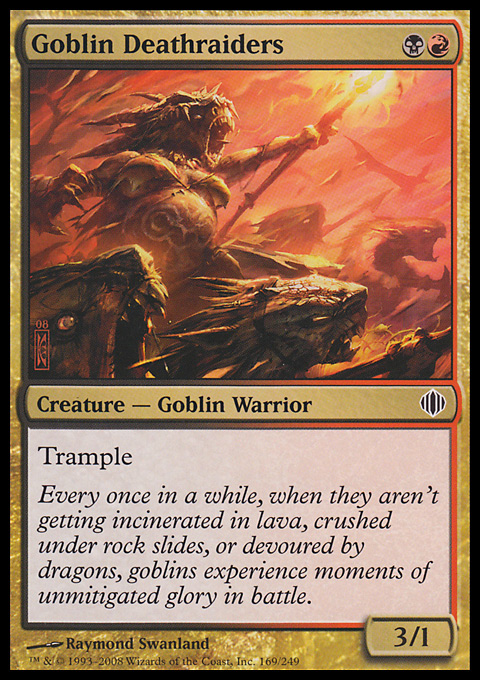 Goblin Deathraiders
08
Creature — Goblin Warrior
Trample
Every once in a while, when they aren't
getting incinerated in lava, crushed
under rock slides, or devoured by
dragons, goblins experience moments of
unmitigated glory in battle.
Raymond Swanland
3/1
™ & © 1993–2008 Wizards of the Coast, Inc. 169/249